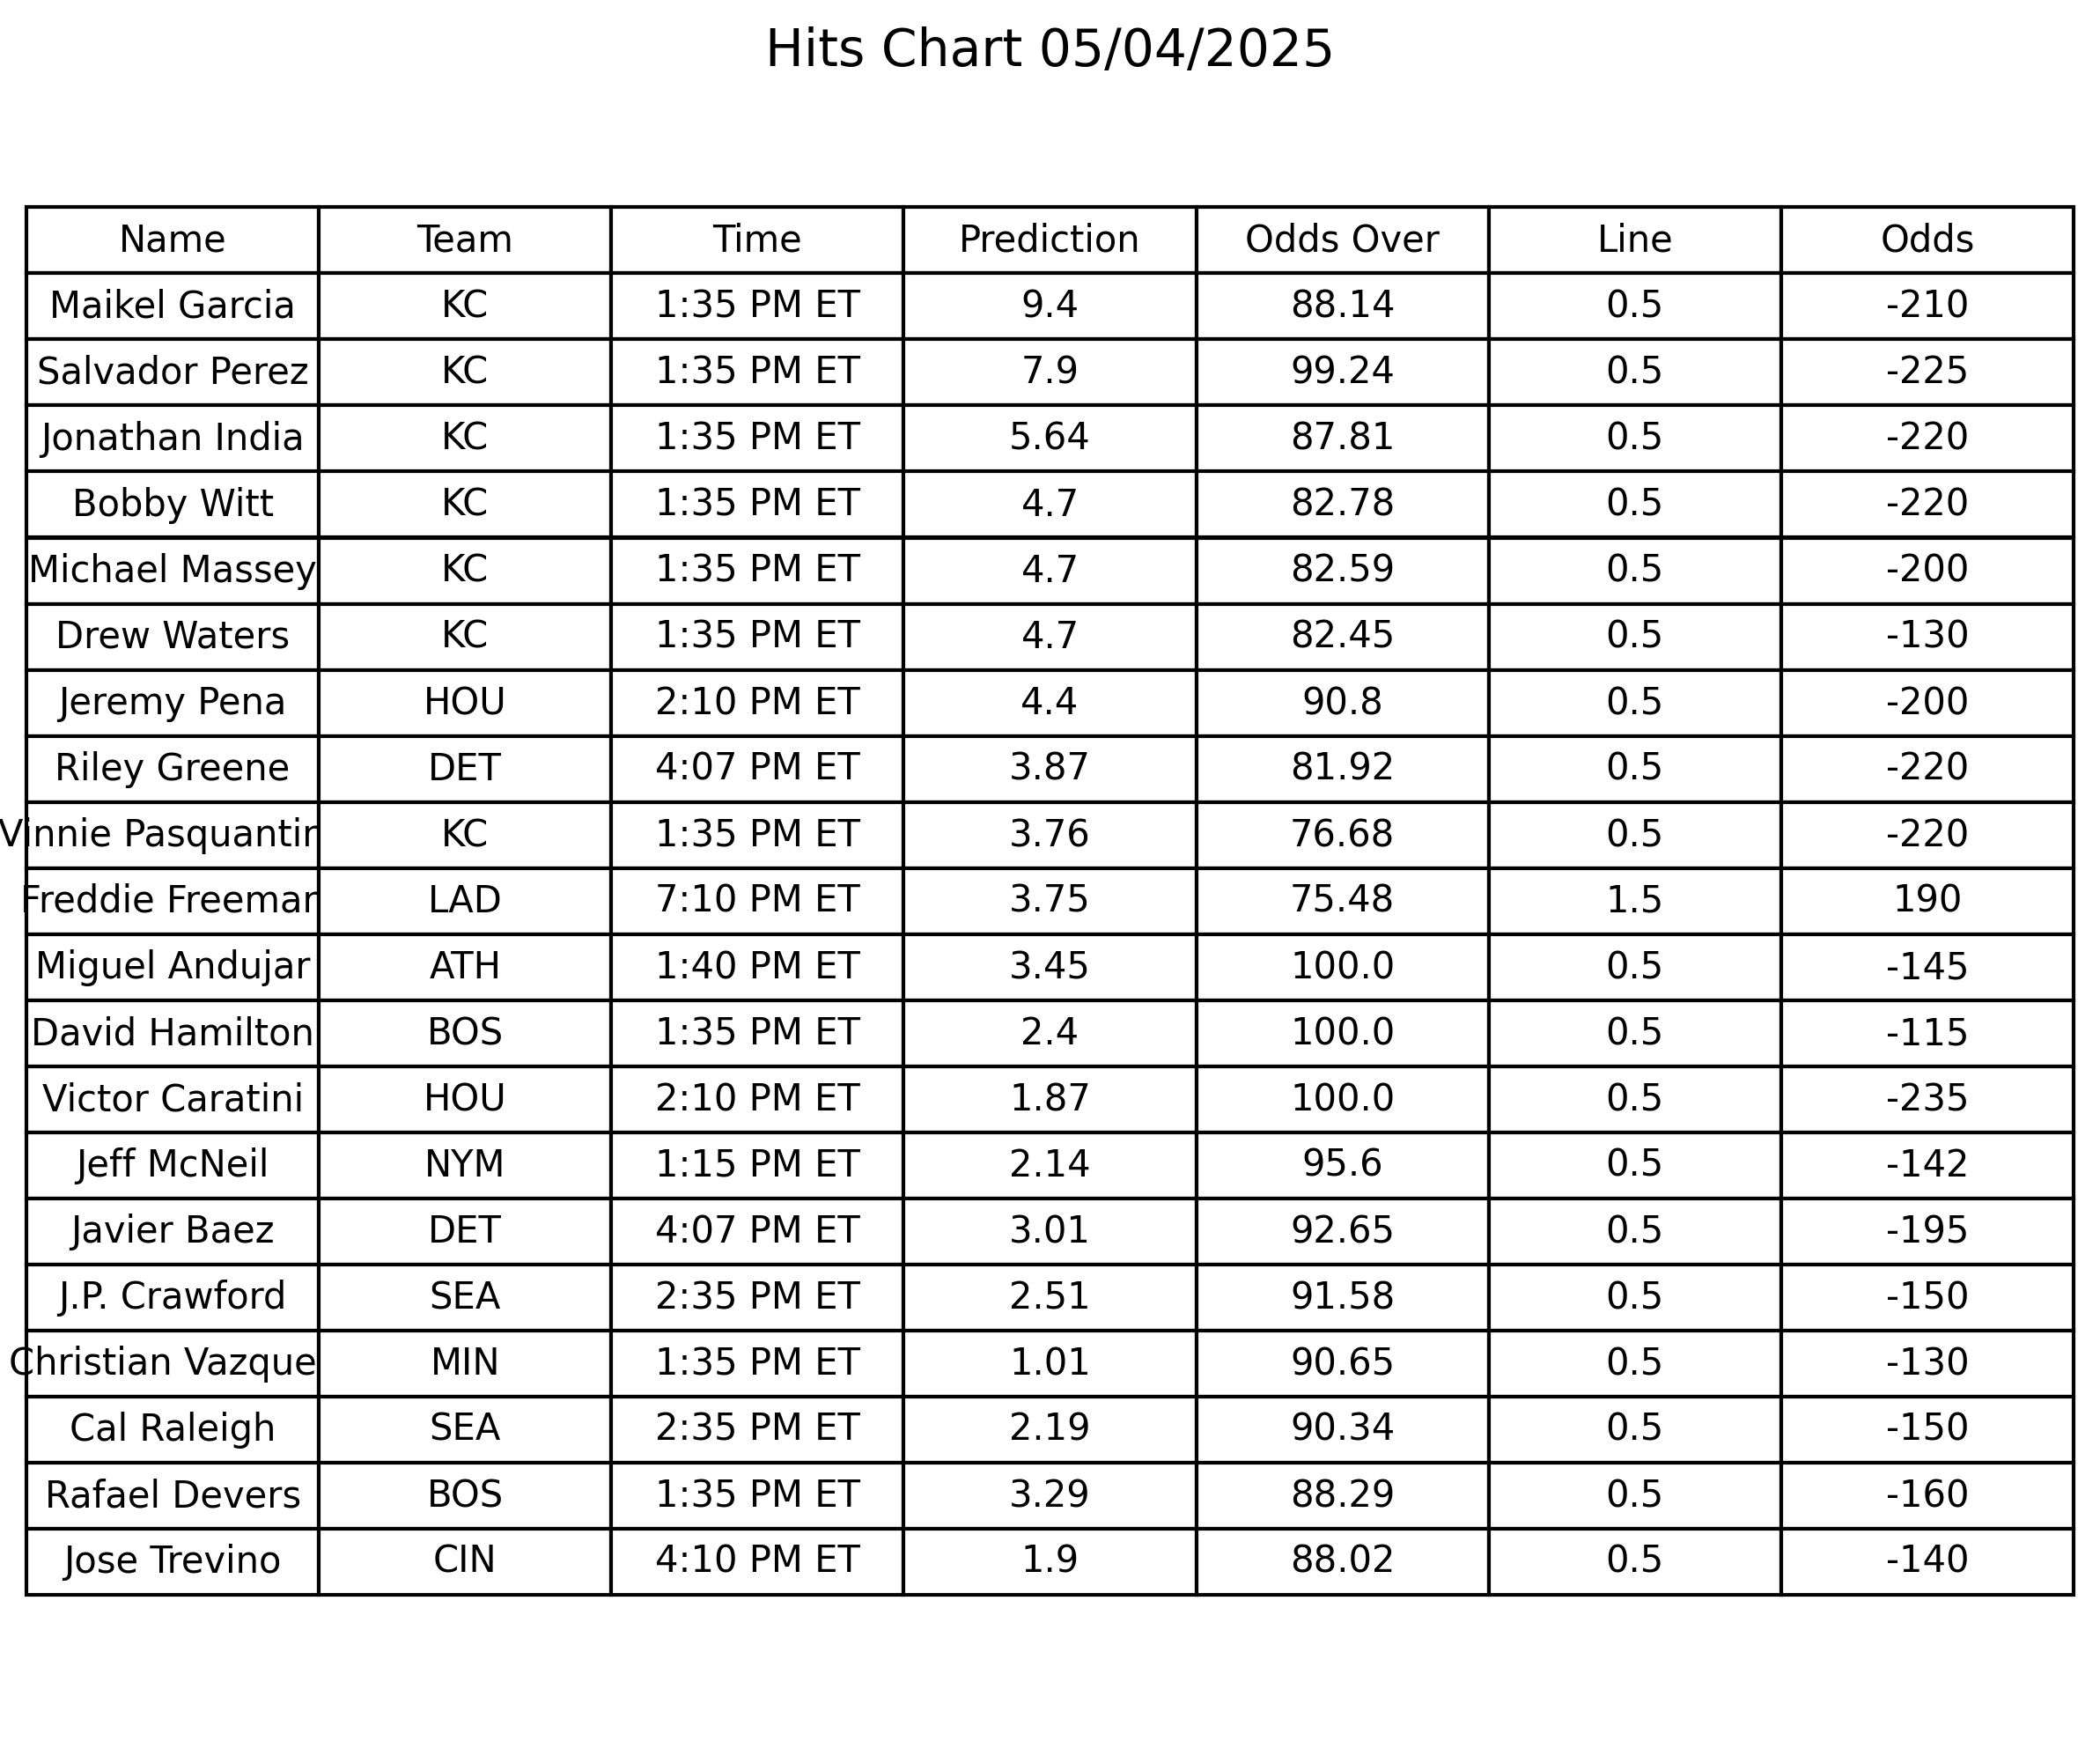 Hits Chart 05/04/2025
Name Team Time Prediction Odds Over Line Odds
Maikel Garcia KC 1:35 PM ET 9.4 88.14 0.5 -210
Salvador Perez KC 1:35 PM ET 7.9 99.24 0.5 -225
Jonathan India KC 1:35 PM ET 5.64 87.81 0.5 -220
Bobby Witt KC 1:35 PM ET 4.7 82.78 0.5 -220
Michael Massey KC 1:35 PM ET 4.7 82.59 0.5 -200
Drew Waters KC 1:35 PM ET 4.7 82.45 0.5 -130
Jeremy Pena HOU 2:10 PM ET 4.4 90.8 0.5 -200
Riley Greene DET 4:07 PM ET 3.87 81.92 0.5 -220
Vinnie Pasquantin KC 1:35 PM ET 3.76 76.68 0.5 -220
Freddie Freeman LAD 7:10 PM ET 3.75 75.48 1.5 190
Miguel Andujar ATH 1:40 PM ET 3.45 100.0 0.5 -145
David Hamilton BOS 1:35 PM ET 2.4 100.0 0.5 -115
Victor Caratini HOU 2:10 PM ET 1.87 100.0 0.5 -235
Jeff McNeil NYM 1:15 PM ET 2.14 95.6 0.5 -142
Javier Baez DET 4:07 PM ET 3.01 92.65 0.5 -195
J.P. Crawford SEA 2:35 PM ET 2.51 91.58 0.5 -150
Christian Vazque MIN 1:35 PM ET 1.01 90.65 0.5 -130
Cal Raleigh SEA 2:35 PM ET 2.19 90.34 0.5 -150
Rafael Devers BOS 1:35 PM ET 3.29 88.29 0.5 -160
Jose Trevino CIN 4:10 PM ET 1.9 88.02 0.5 -140